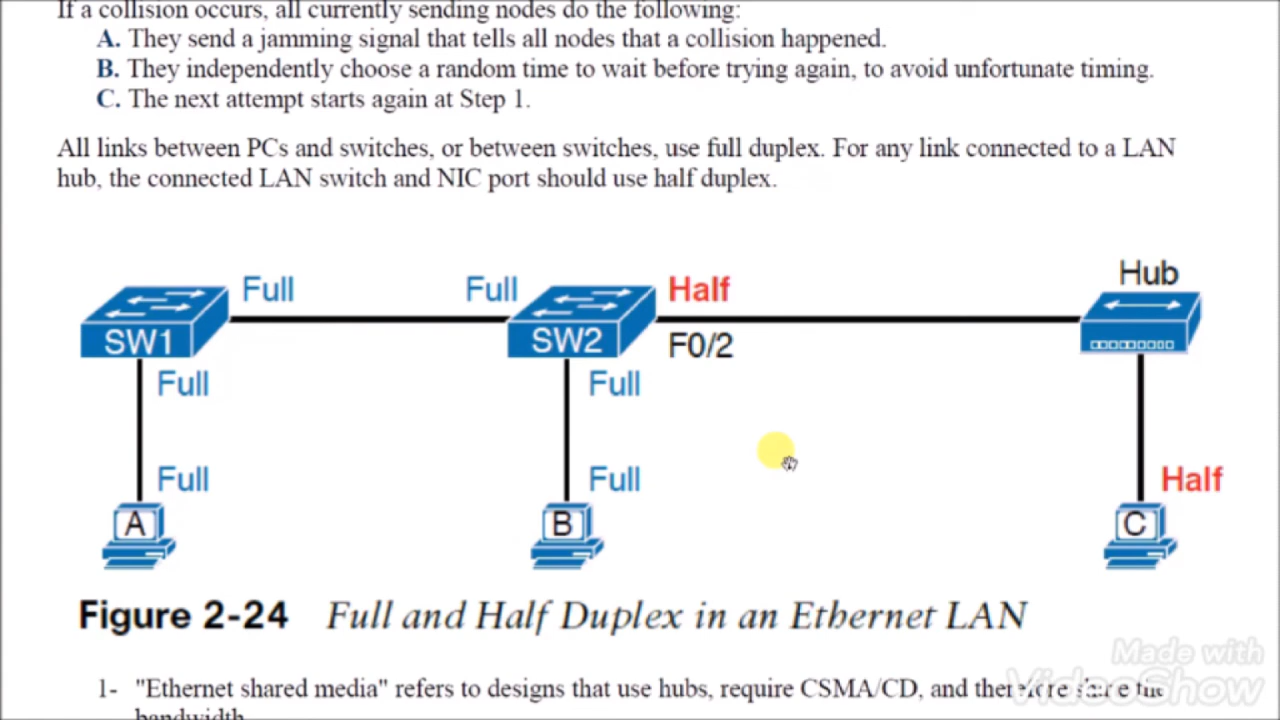 If a collision occurs, all currently sending nodes do the following:
A. They send a jamming signal that tells all nodes that a collision happened.
B. They independently choose a random time to wait before trying again, to avoid unfortunate timing.
C. The next attempt starts again at Step 1.
All links between PCs and switches, or between switches, use full duplex. For any link connected to a LAN
hub, the connected LAN switch and NIC port should use half duplex.
Hub
Full Full Half
SW1 SW2 F0/2
Full Full
Full Full Half
A B C
Figure 2-24 Full and Half Duplex in an Ethernet LAN
Made with
VideoShow
1- "Ethernet shared media" refers to designs that use hubs, require CSMA/CD, and therefore share the
bandwidth